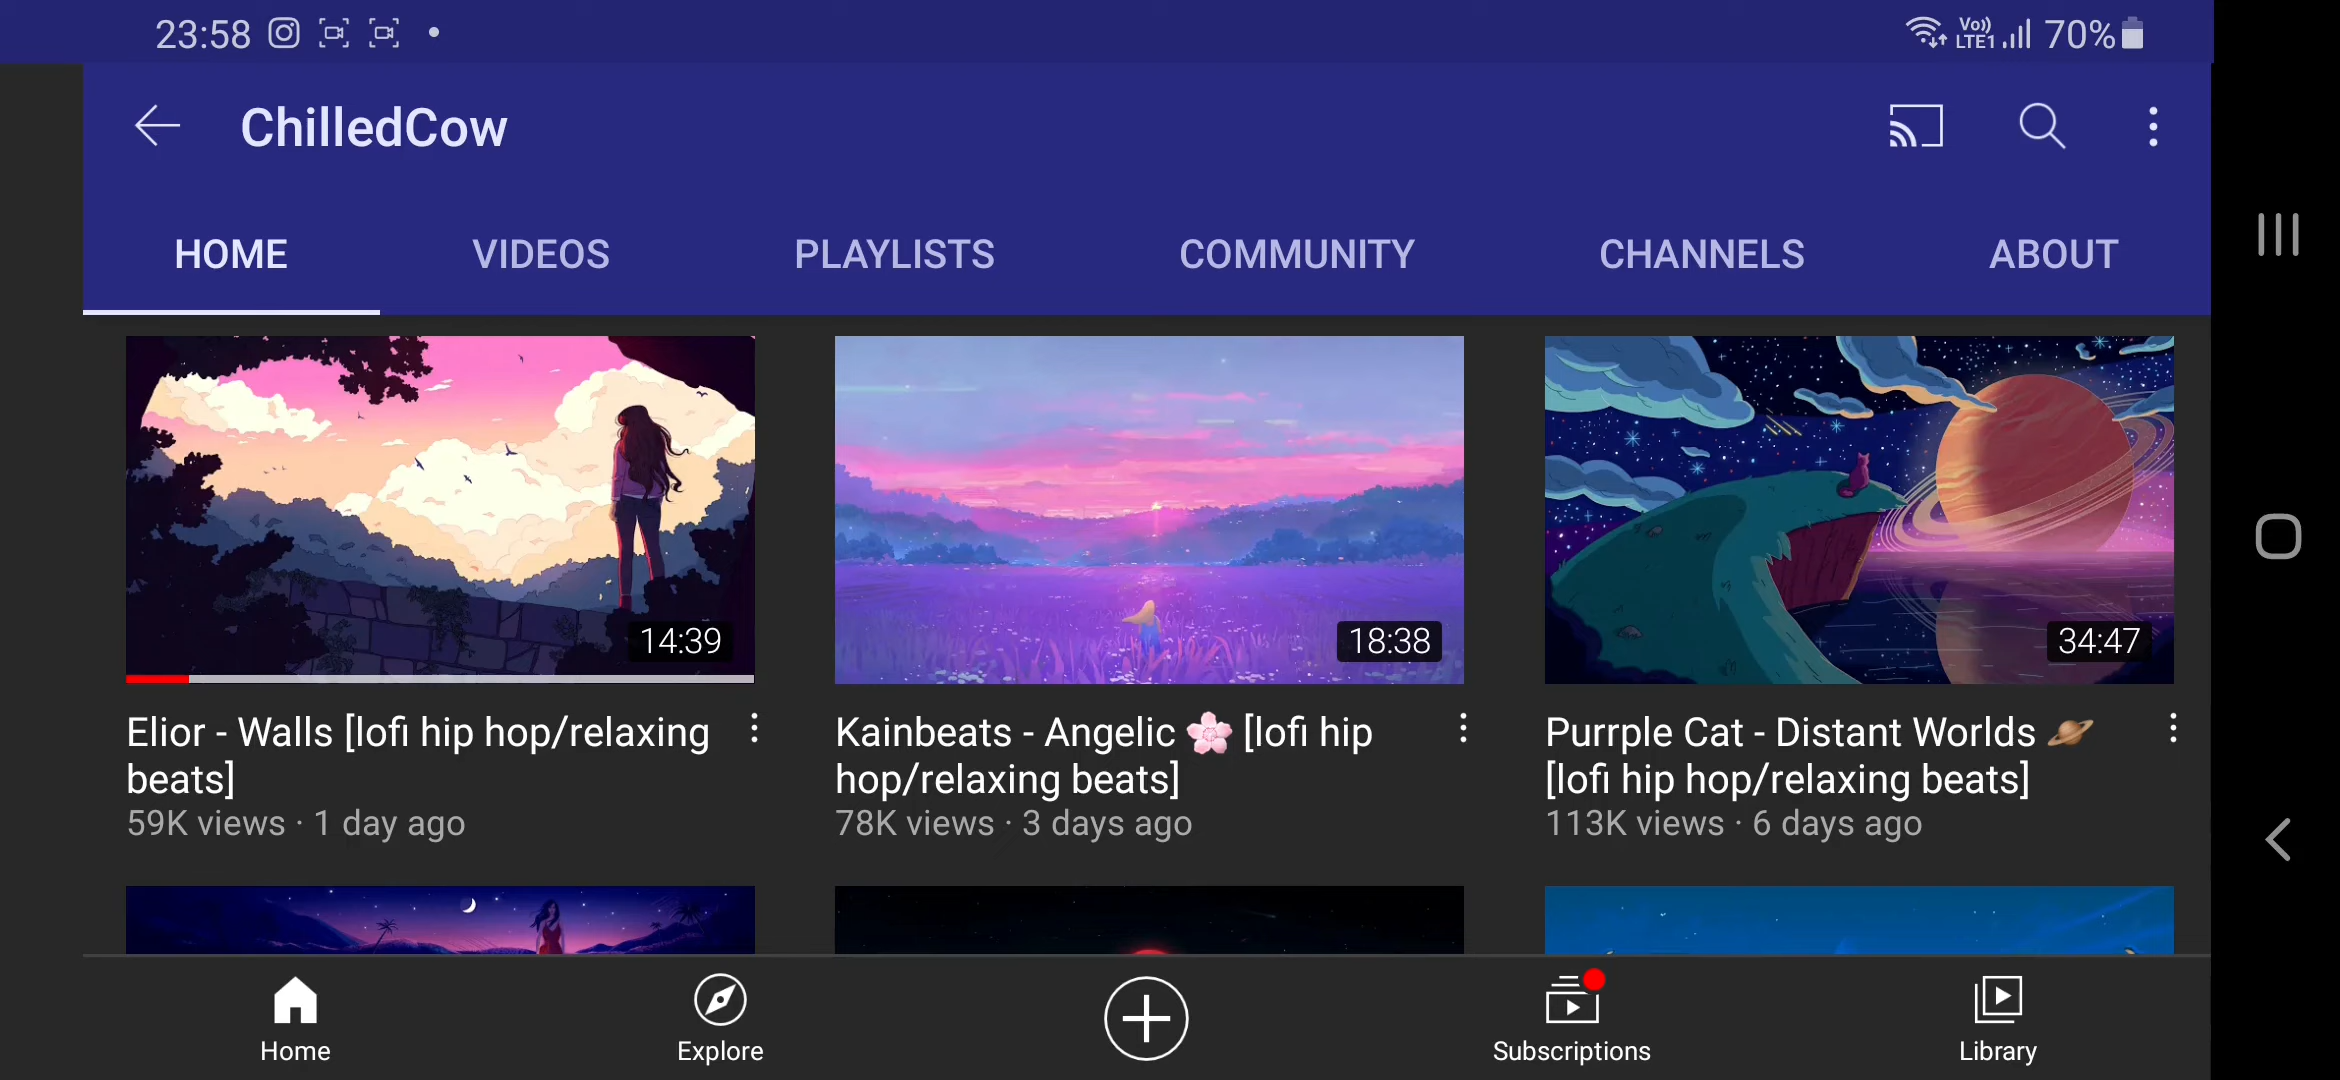 23:58
Vo)) LTE1 70%
ChilledCow
HOME VIDEOS PLAYLISTS COMMUNITY CHANNELS ABOUT
14:39
18:38
34:47
Elior - Walls [lofi hip hop/relaxing
beats]
59K views · 1 day ago
Kainbeats - Angelic 🌸 [lofi hip
hop/relaxing beats]
78K views · 3 days ago
Purrple Cat - Distant Worlds 🪐
[lofi hip hop/relaxing beats]
113K views · 6 days ago
Home
Explore
Subscriptions
Library